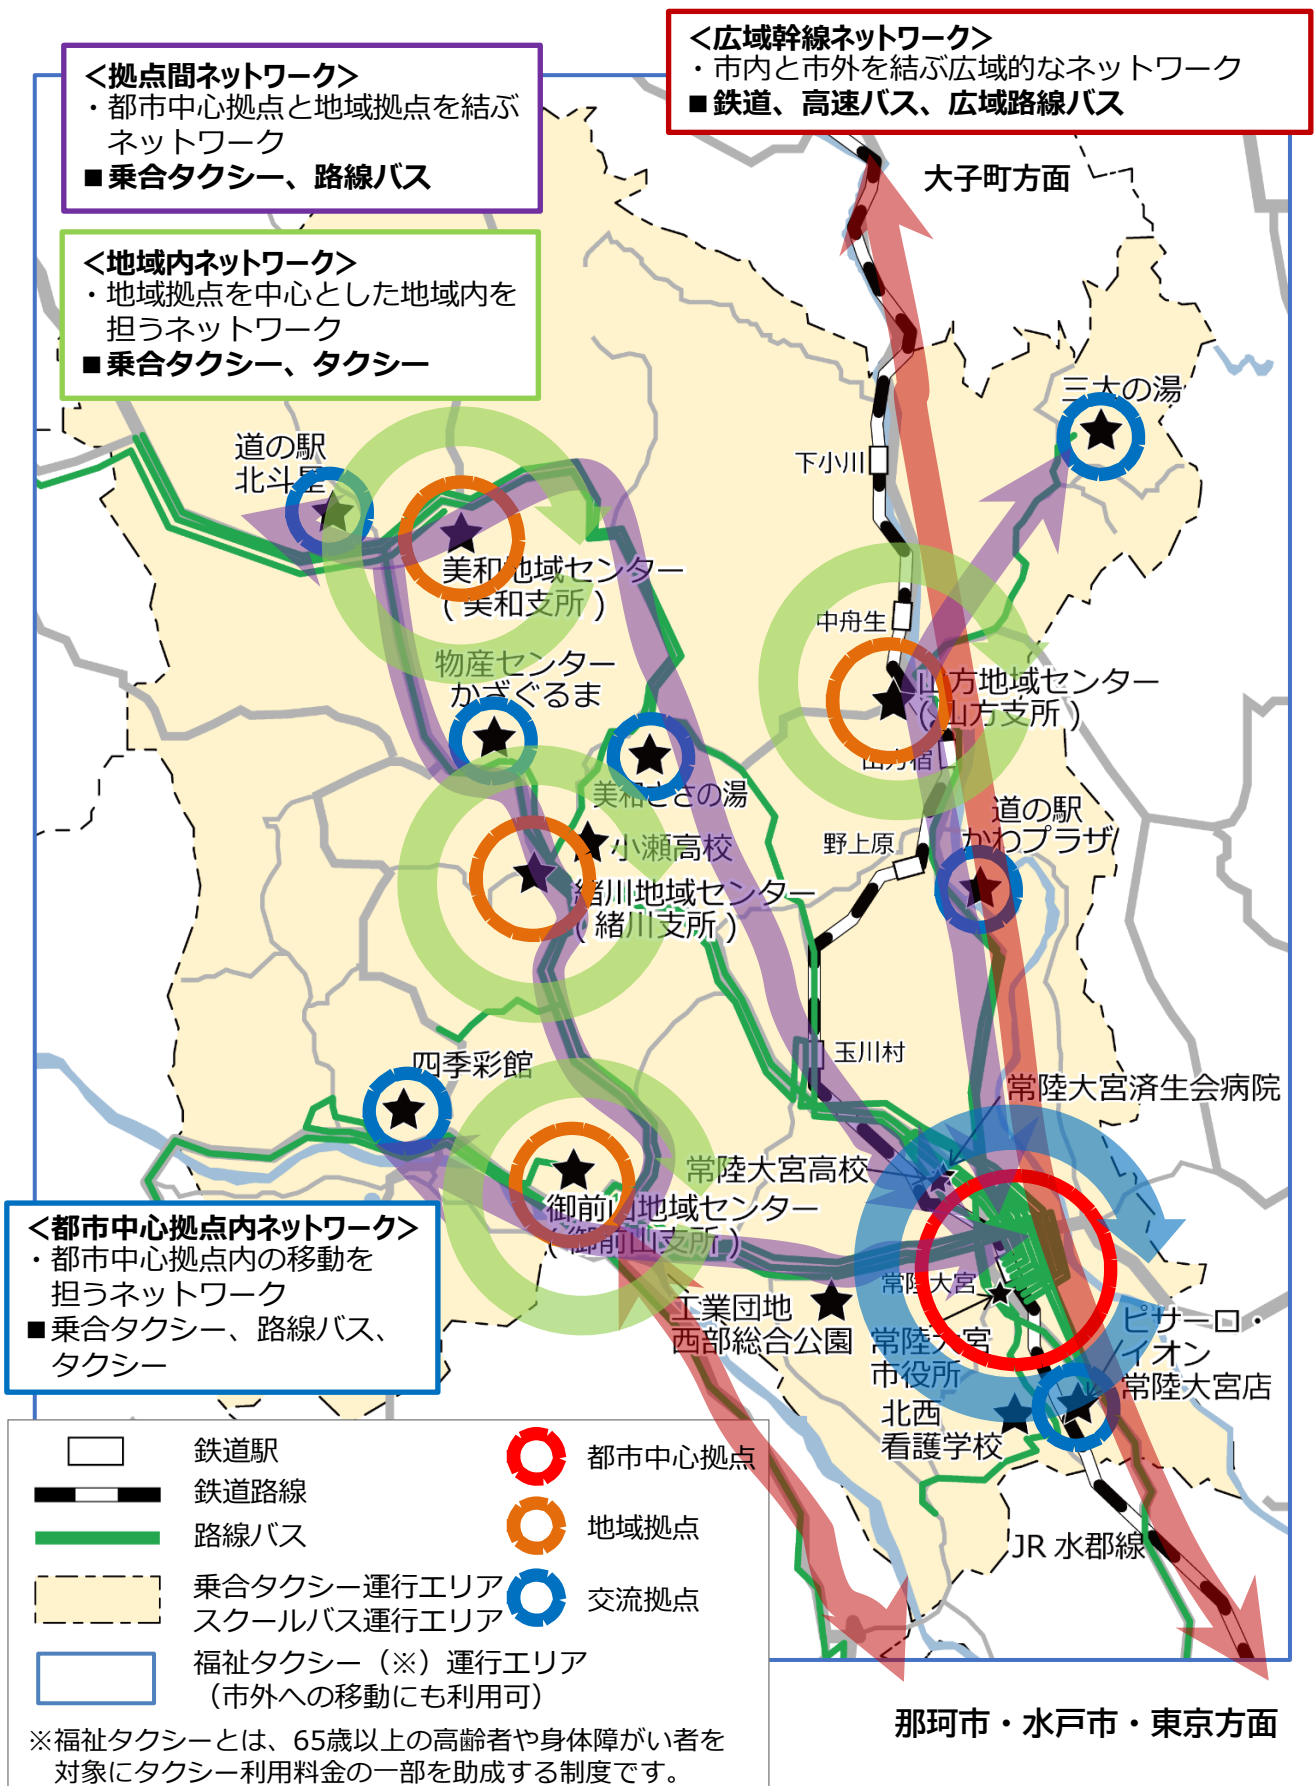 <拠点間ネットワーク>
・都市中心拠点と地域拠点を結ぶ
ネットワーク
■乗合タクシー、路線バス
<広域幹線ネットワーク>
・市内と市外を結ぶ広域的なネットワーク
■鉄道、高速バス、広域路線バス
大子町方面
<地域内ネットワーク>
・地域拠点を中心とした地域内を
担うネットワーク
■乗合タクシー、タクシー
三太の湯
道の駅
北斗星
下小川
美和地域センター
(美和支所)
中舟生
物産センター
かざぐるま
山方地域センター
(山方支所)
山方宿
美和ささの湯
道の駅
かわプラザ
小瀬高校
野上原
緒川地域センター
(緒川支所)
玉川村
四季彩館
常陸大宮済生会病院
常陸大宮高校
御前山地域センター
(御前山支所)
<都市中心拠点内ネットワーク>
・都市中心拠点内の移動を
担うネットワーク
■乗合タクシー、路線バス、
タクシー
常陸大宮
工業団地
西部総合公園
常陸大宮
市役所
ピサーロ・
イオン
常陸大宮店
北西
看護学校
JR 水郡線
鉄道駅
鉄道路線
路線バス
乗合タクシー運行エリア
スクールバス運行エリア
福祉タクシー(※)運行エリア
(市外への移動にも利用可)
都市中心拠点
地域拠点
交流拠点
※福祉タクシーとは、65歳以上の高齢者や身体障がい者を
対象にタクシー利用料金の一部を助成する制度です。
那珂市・水戸市・東京方面